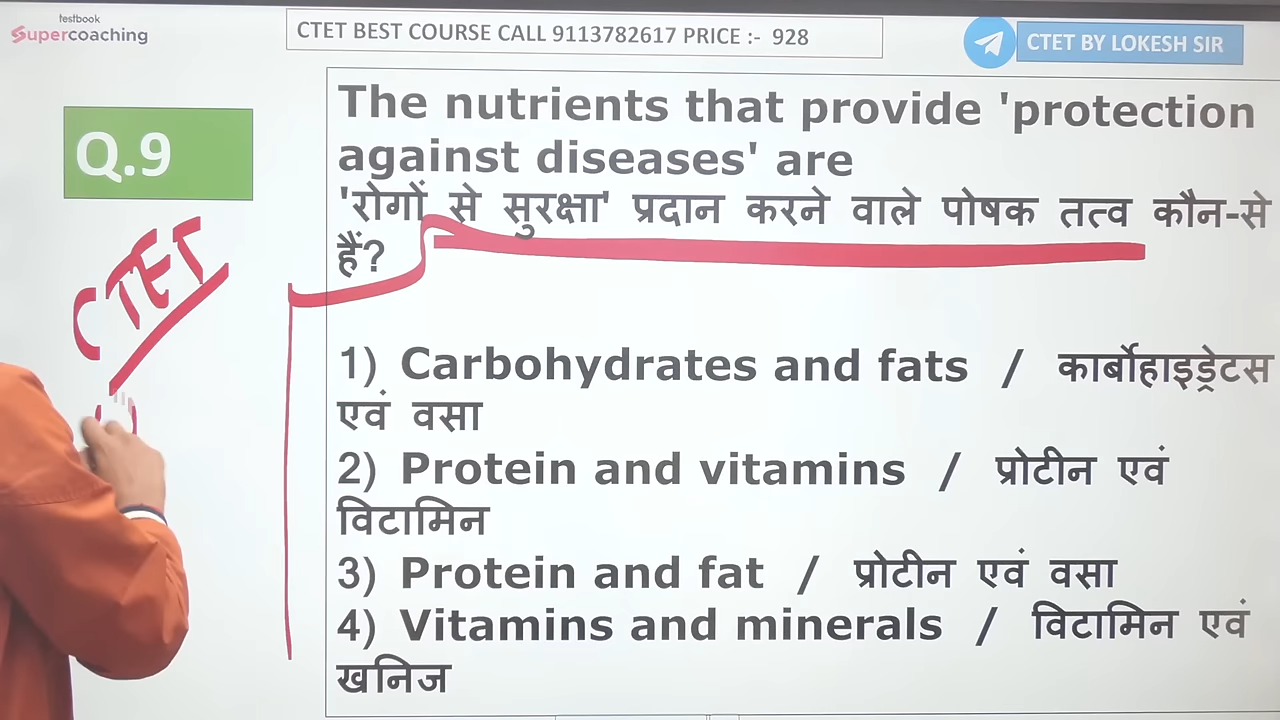 testbook
Supercoaching
CTET BEST COURSE CALL 9113782617 PRICE :- 928
CTET BY LOKESH SIR
Q.9
The nutrients that provide 'protection
against diseases' are
'रोगों से सुरक्षा' प्रदान करने वाले पोषक तत्व कौन-से
हैं?
CTET
1) Carbohydrates and fats / कार्बोहाइड्रेटस
एवं वसा
2) Protein and vitamins / प्रोटीन एवं
विटामिन
3) Protein and fat / प्रोटीन एवं वसा
4) Vitamins and minerals / विटामिन एवं
खनिज